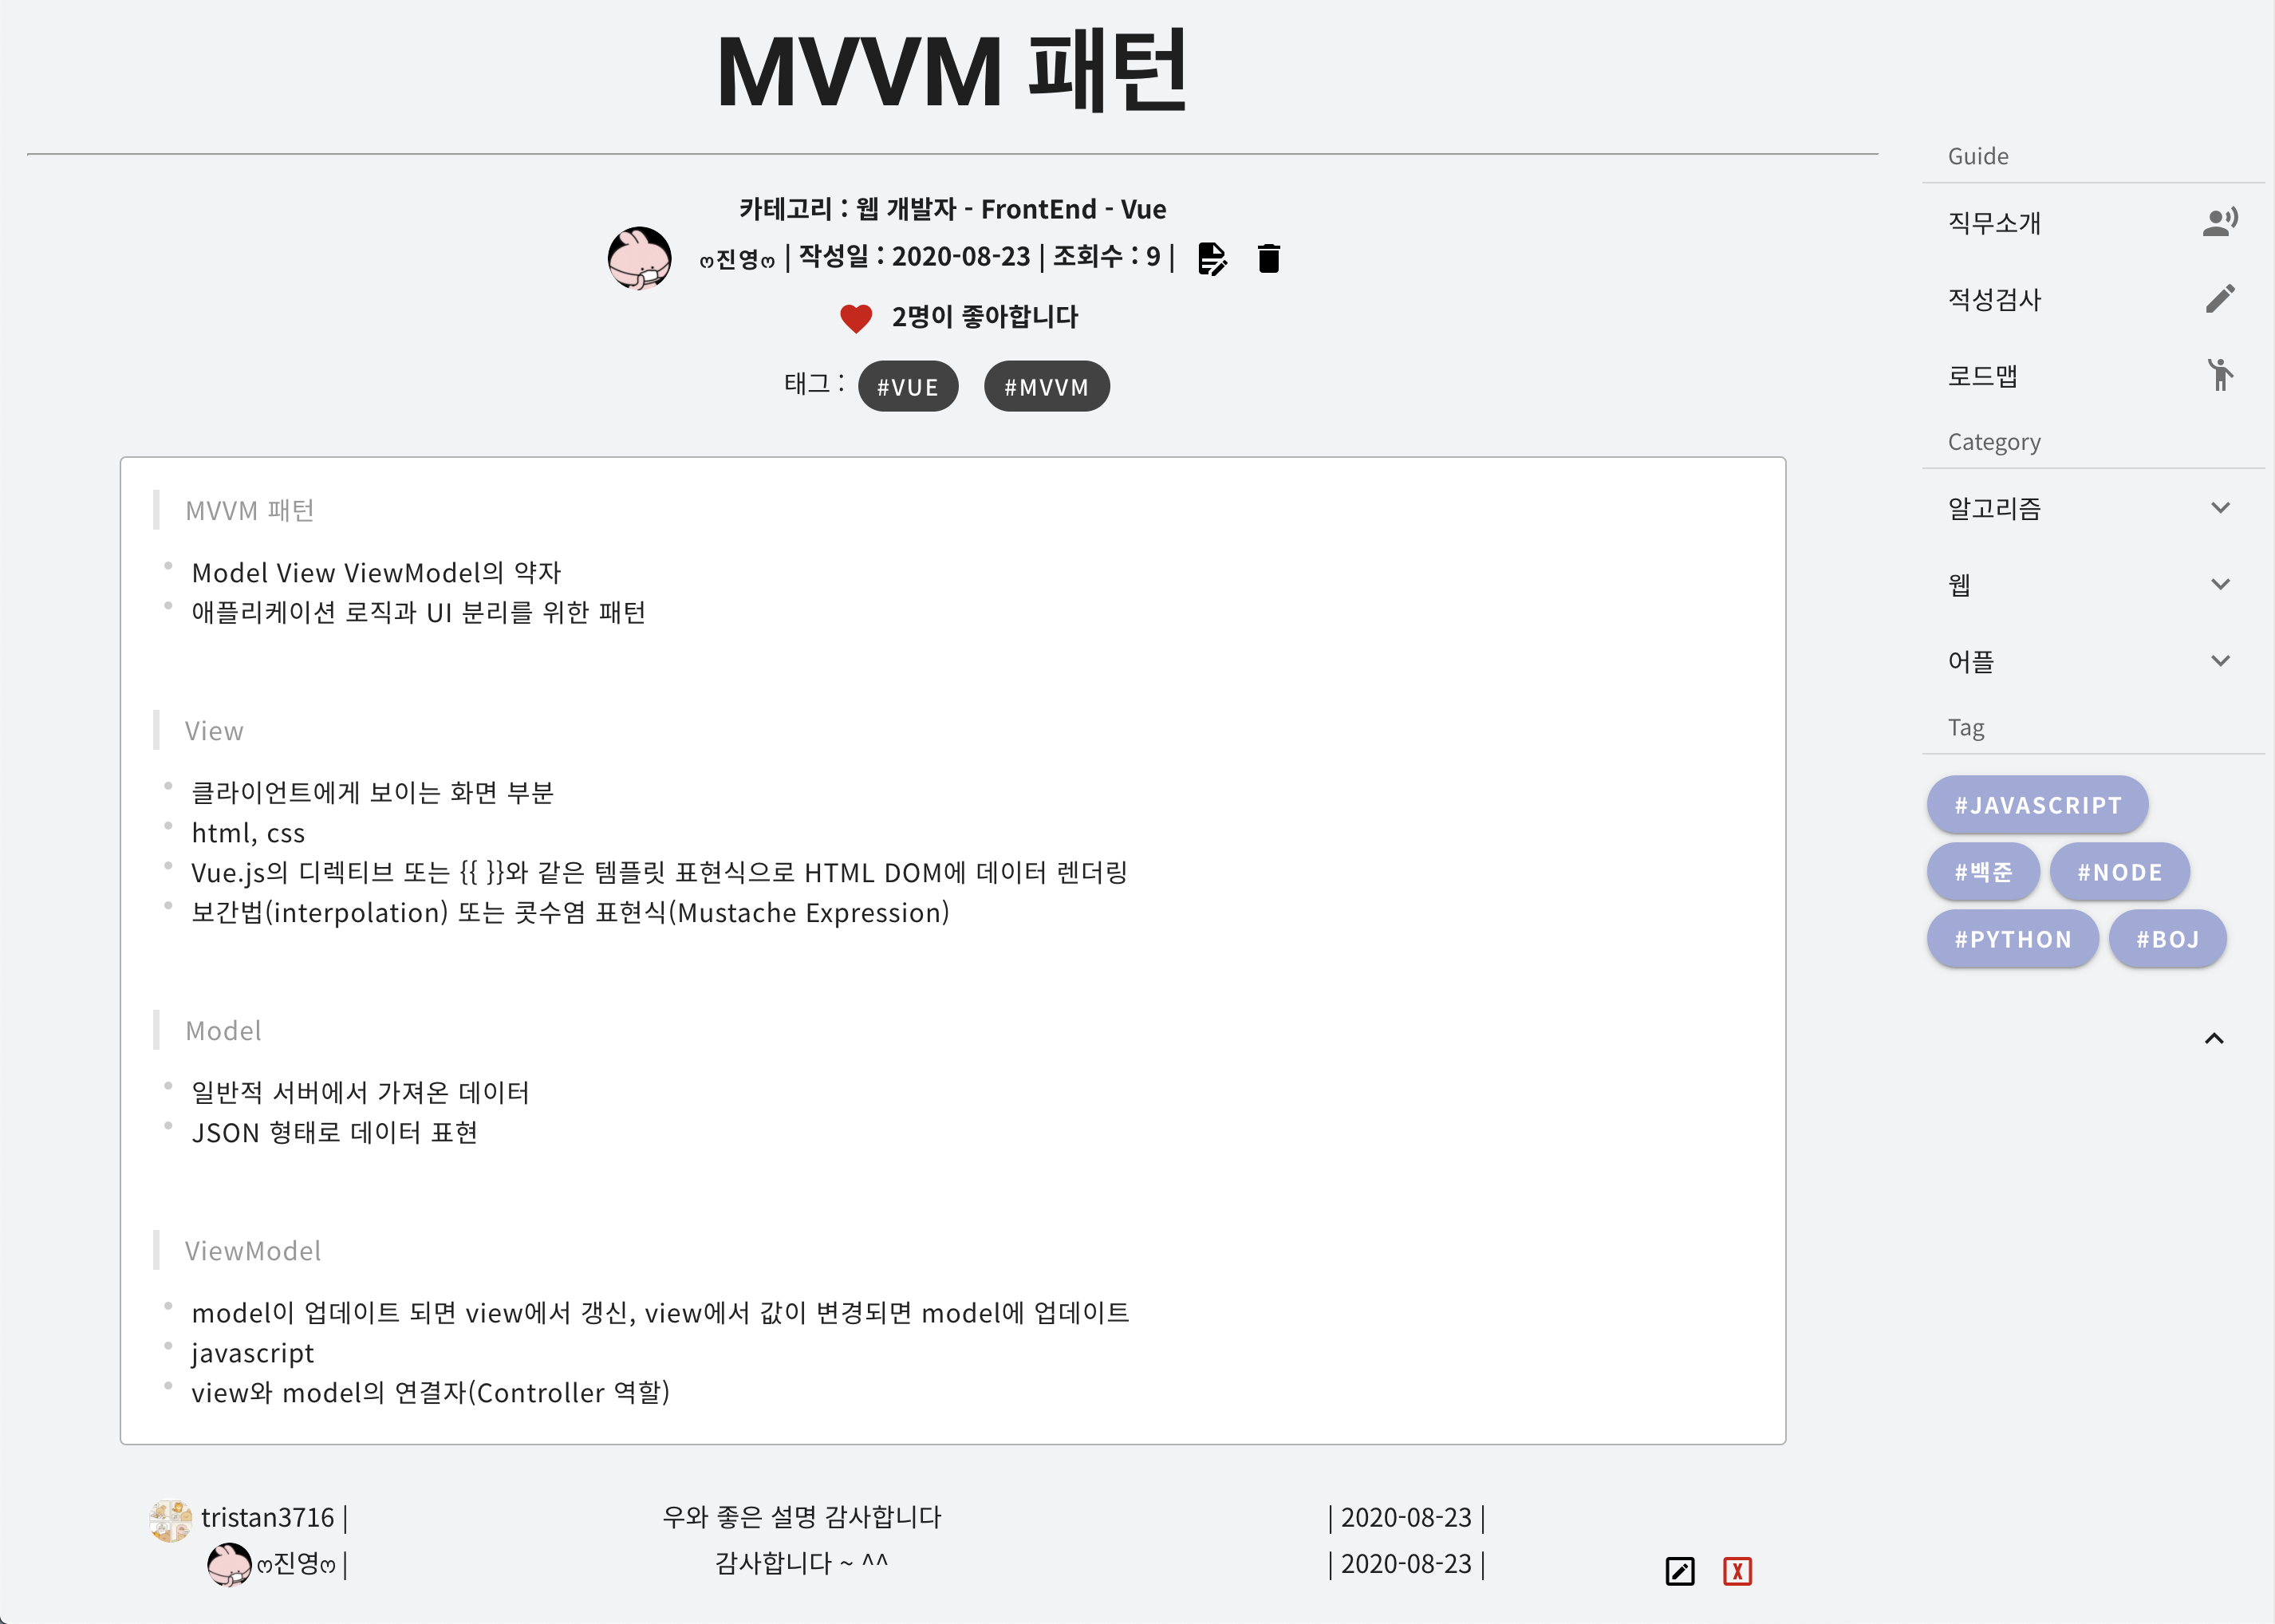 MVVM 패턴
카테고리 : 웹 개발자 - FrontEnd - Vue
ෆ진영ෆ | 작성일 : 2020-08-23 | 조회수 : 9 |
2명이 좋아합니다
태그 : #VUE #MVVM
MVVM 패턴
Model View ViewModel의 약자
애플리케이션 로직과 UI 분리를 위한 패턴
View
클라이언트에게 보이는 화면 부분
html, css
Vue.js의 디렉티브 또는 {{ }}와 같은 템플릿 표현식으로 HTML DOM에 데이터 렌더링
보간법(interpolation) 또는 콧수염 표현식(Mustache Expression)
Model
일반적 서버에서 가져온 데이터
JSON 형태로 데이터 표현
ViewModel
model이 업데이트 되면 view에서 갱신, view에서 값이 변경되면 model에 업데이트
javascript
view와 model의 연결자(Controller 역할)
tristan3716 | 우와 좋은 설명 감사합니다 | 2020-08-23 |
ෆ진영ෆ | 감사합니다 ~ ^^ | 2020-08-23 |
Guide
직무소개
적성검사
로드맵
Category
알고리즘
웹
어플
Tag
#JAVASCRIPT
#백준 #NODE
#PYTHON #BOJ